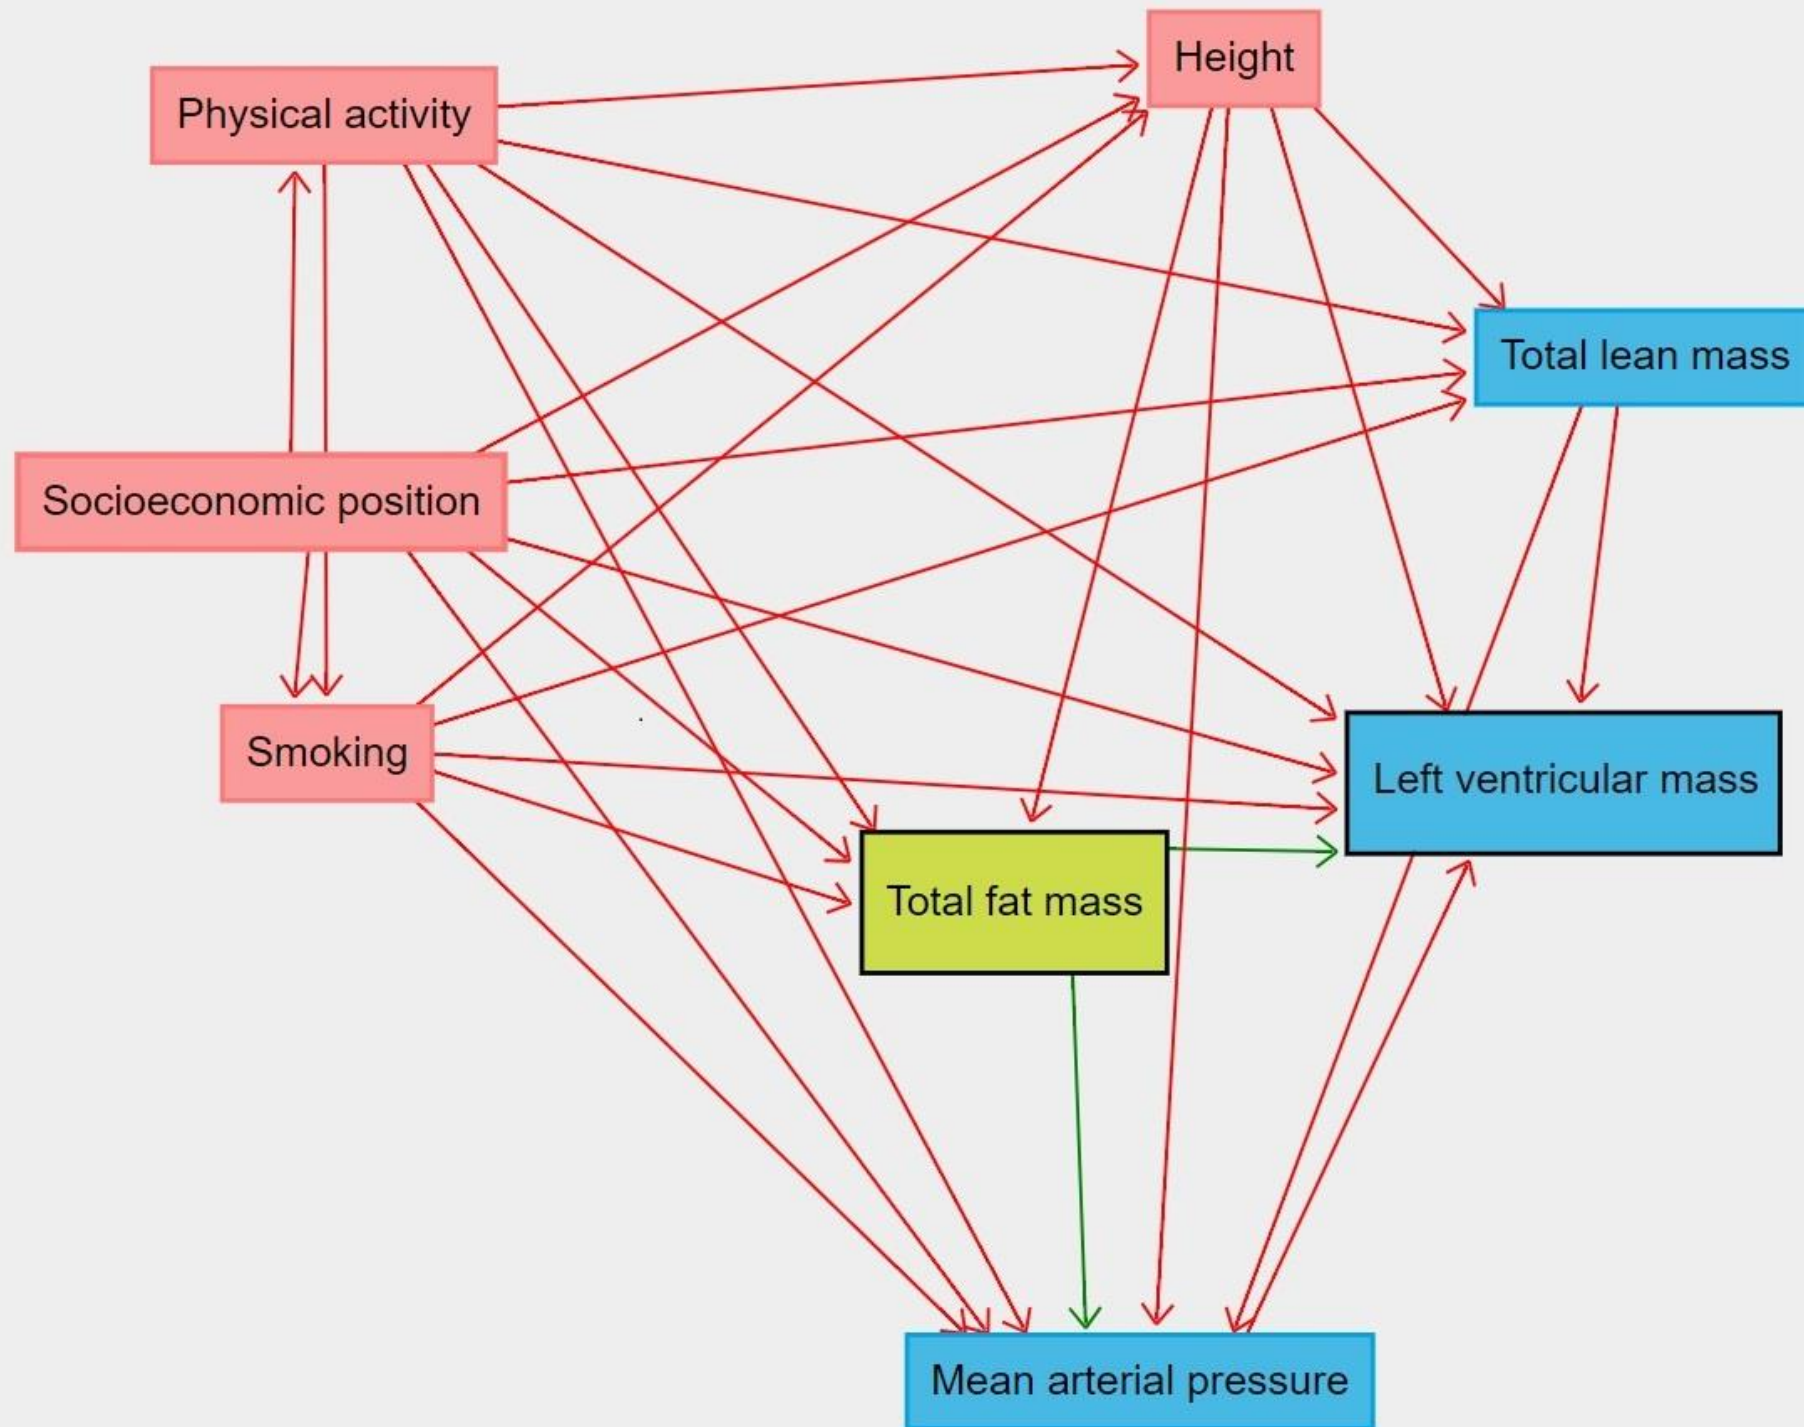 Height
Physical activity
Total lean mass
Socioeconomic position
Smoking
Left ventricular mass
Total fat mass
Mean arterial pressure